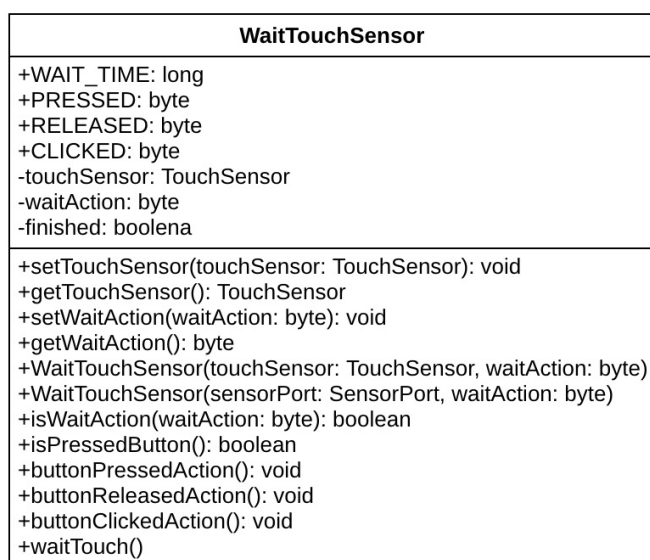 WaitTouchSensor
+WAIT_TIME: long
+PRESSED: byte
+RELEASED: byte
+CLICKED: byte
-touchSensor: TouchSensor
-waitAction: byte
-finished: boolena
+setTouchSensor(touchSensor: TouchSensor): void
+getTouchSensor(): TouchSensor
+setWaitAction(waitAction: byte): void
+getWaitAction(): byte
+WaitTouchSensor(touchSensor: TouchSensor, waitAction: byte)
+WaitTouchSensor(sensorPort: SensorPort, waitAction: byte)
+isWaitAction(waitAction: byte): boolean
+isPressedButton(): boolean
+buttonPressedAction(): void
+buttonReleasedAction(): void
+buttonClickedAction(): void
+waitTouch()